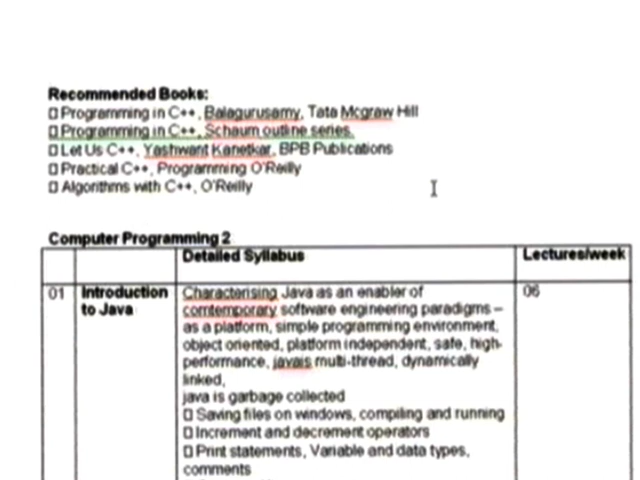 Recommended Books:
Programming in C++, Balagurusamy, Tata Mcgraw Hill
Programming in C++, Schaum outline series.
Let Us C++, Yashwant Kanetkar, BPB Publications
Practical C++, Programming O'Reilly
Algorithms with C++, O'Reilly
Computer Programming 2
Detailed Syllabus Lectures/week
01 Introduction to Java
Characterising Java as an enabler of
comtemporary software engineering paradigms –
as a platform, simple programming environment,
object oriented, platform independent, safe, high-
performance, javais multi-thread, dynamically
linked,
java is garbage collected
Saving files on windows, compiling and running
Increment and decrement operators
Print statements, Variable and data types,
comments
06